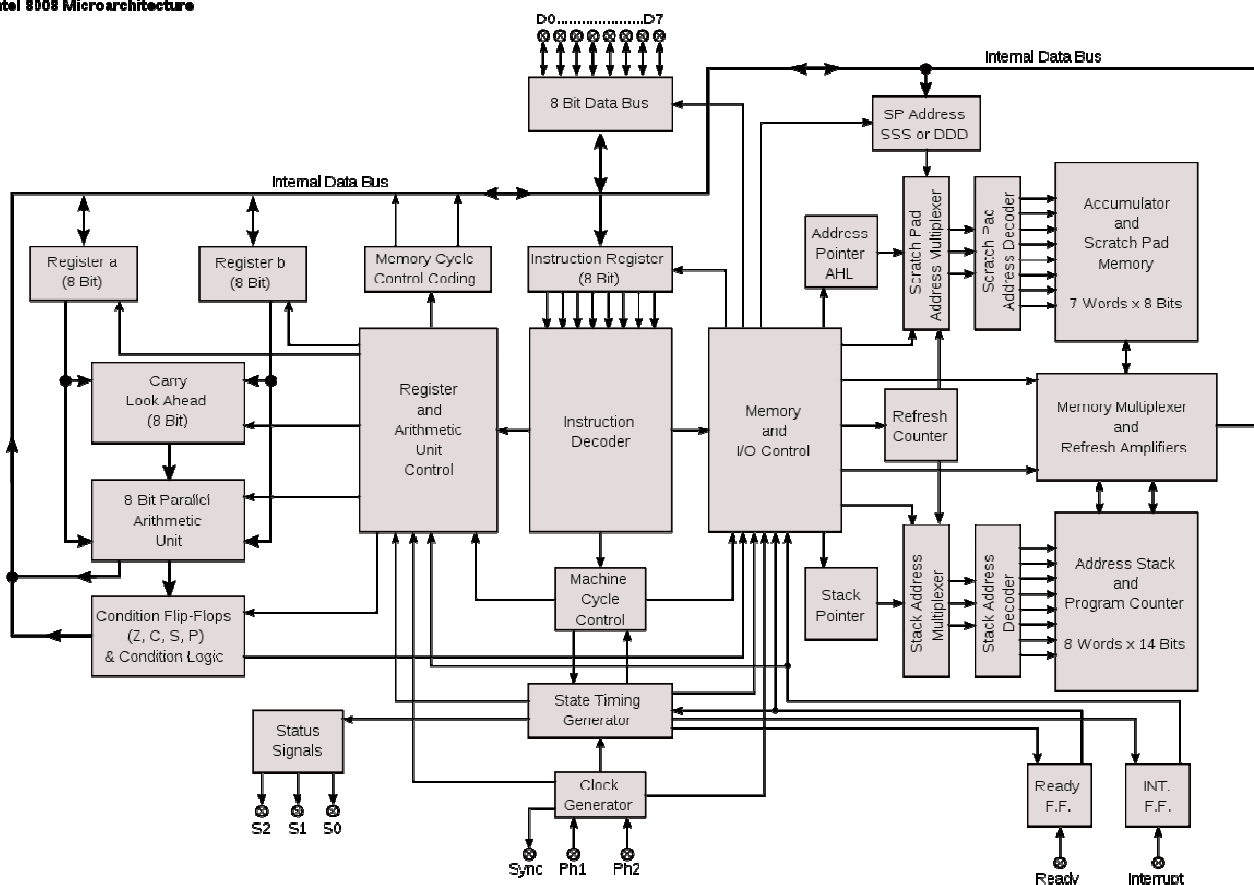 ntel 8008 Microarchitecture
D0.....................D7
Internal Data Bus
8 Bit Data Bus
SP Address
SSS or DDD
Internal Data Bus
Register a
(8 Bit)
Register b
(8 Bit)
Memory Cycle
Control Coding
Instruction Register
(8 Bit)
Address
Pointer
AHL
Scratch Pad
Address Multiplexer
Scratch Pad
Address Decoder
Accumulator
and
Scratch Pad
Memory
7 Words x 8 Bits
Carry
Look Ahead
(8 Bit)
Register
and
Arithmetic
Unit
Control
Instruction
Decoder
Memory
and
I/O Control
Refresh
Counter
Memory Multiplexer
and
Refresh Amplifiers
8 Bit Parallel
Arithmetic
Unit
Condition Flip-Flops
(Z, C, S, P)
& Condition Logic
Machine
Cycle
Control
Stack
Pointer
Stack Address
Multiplexer
Stack Address
Decoder
Address Stack
and
Program Counter
8 Words x 14 Bits
State Timing
Generator
Status
Signals
S2
S1
S0
Clock
Generator
Sync
Ph1
Ph2
Ready
F.F.
INT.
F.F.
Ready
Interrupt